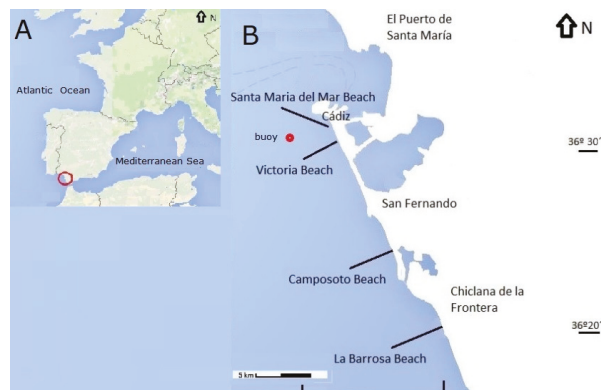 A
N
Atlantic Ocean
Mediterranean Sea
B
El Puerto de
Santa María
N
Santa Maria del Mar Beach
Cádiz
buoy
36º 30'
Victoria Beach
San Fernando
Camposoto Beach
Chiclana de la
Frontera
36º20'
La Barrosa Beach
5 km